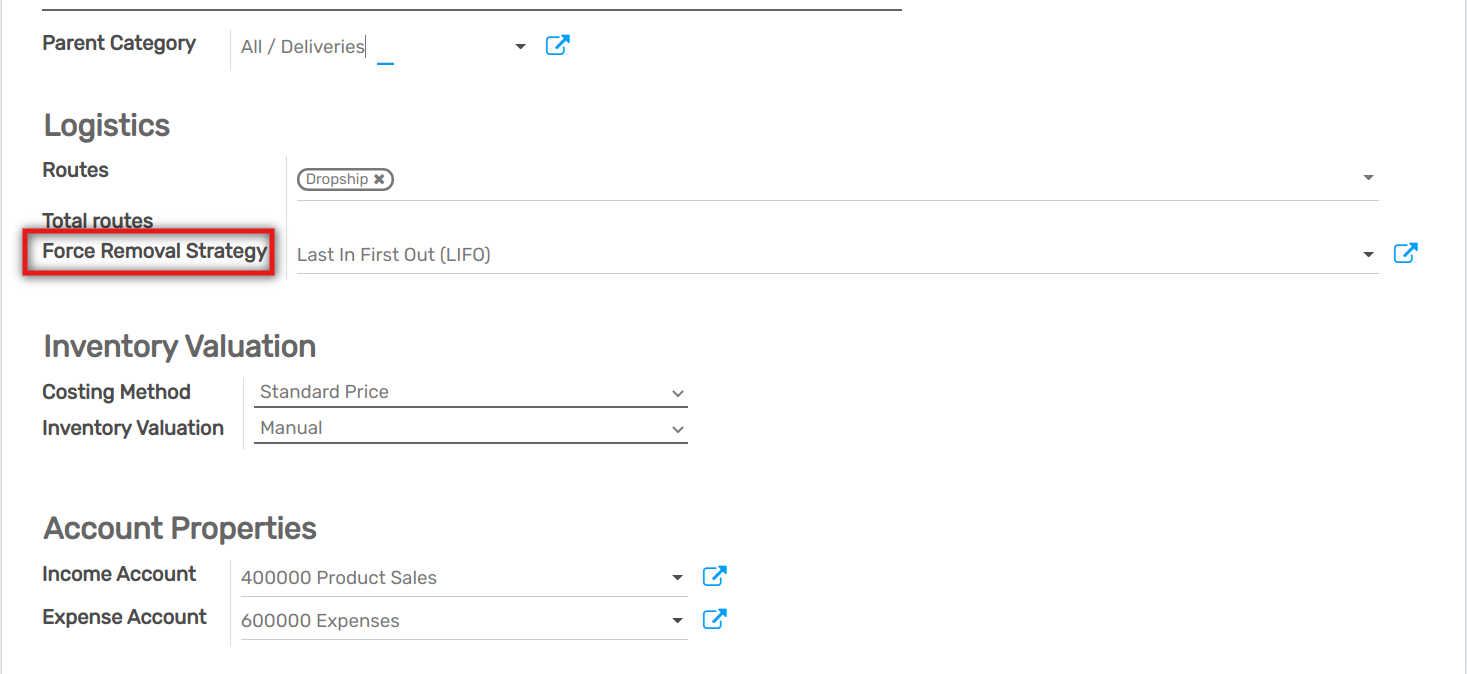 Parent Category All / Deliveries
Logistics
Routes Dropship ✖
Total routes
Force Removal Strategy Last In First Out (LIFO)
Inventory Valuation
Costing Method Standard Price
Inventory Valuation Manual
Account Properties
Income Account 400000 Product Sales
Expense Account 600000 Expenses